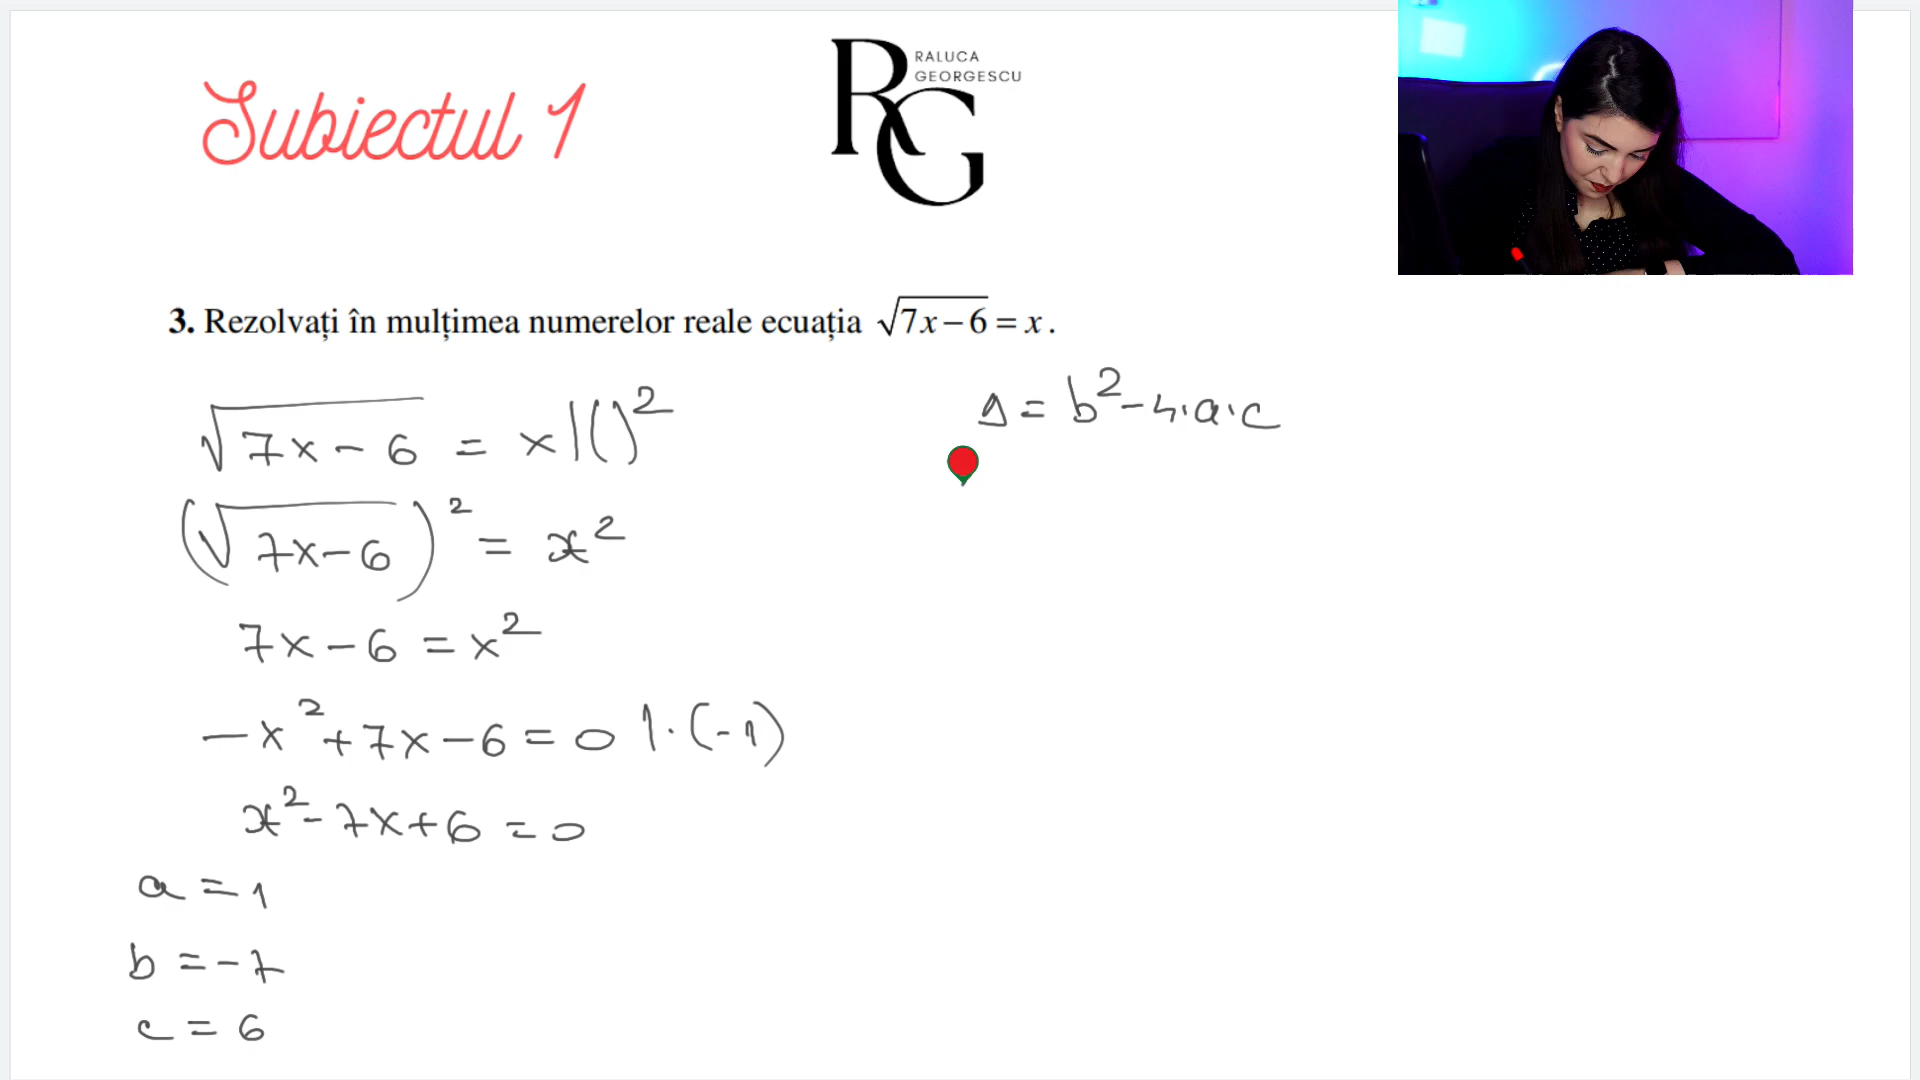 Subiectul 1
RALUCA
GEORGESCU
RG
3. Rezolvați în mulțimea numerelor reale ecuația √7x−6 = x.
√7x − 6 = x |( )²
(√7x−6)² = x²
7x − 6 = x²
−x² + 7x − 6 = 0 |·(−1)
x² − 7x + 6 = 0
a = 1
b = −7
c = 6
Δ = b² − 4·a·c